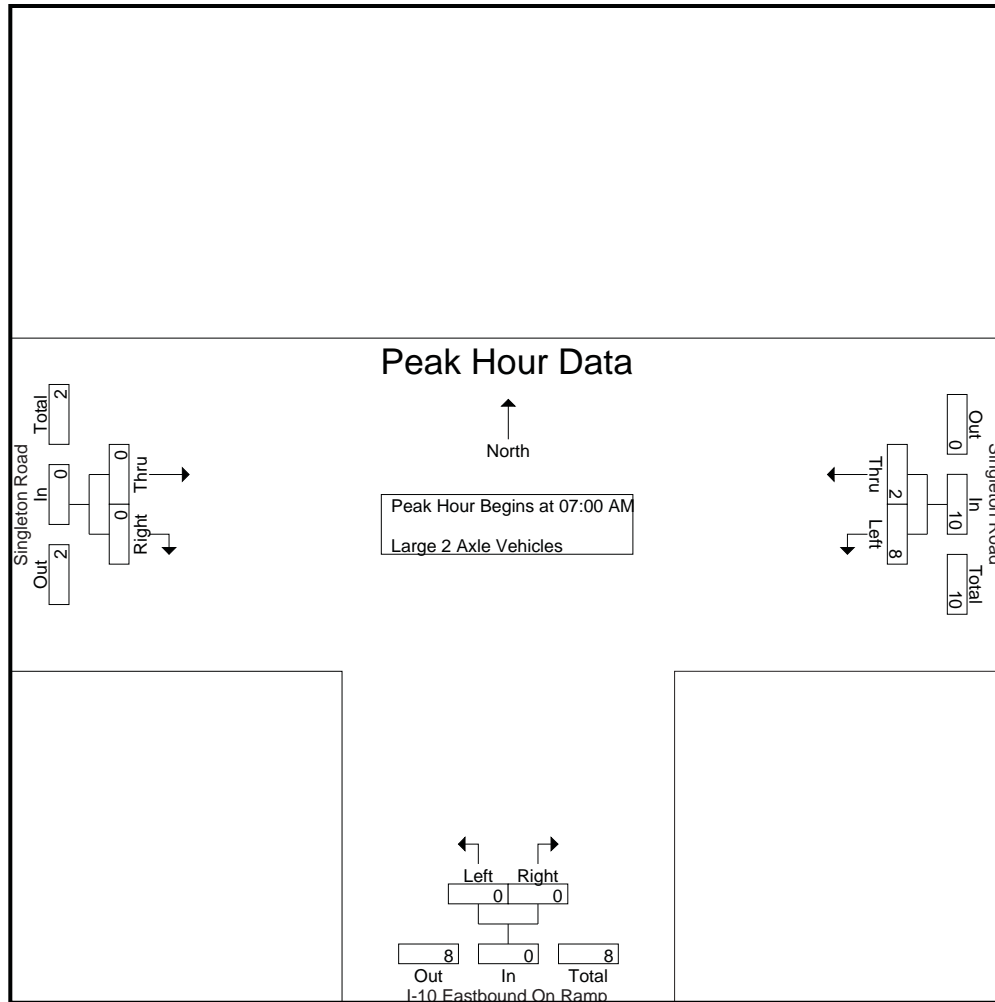 Peak Hour Data
North
Peak Hour Begins at 07:00 AM
Large 2 Axle Vehicles
Singleton Road
Total
2
In
0
Out
2
Thru
0
Right
0
Singleton Road
Out
0
In
10
Total
10
Thru
2
Left
8
Left Right
0 0
8 0 8
Out In Total
I-10 Eastbound On Ramp